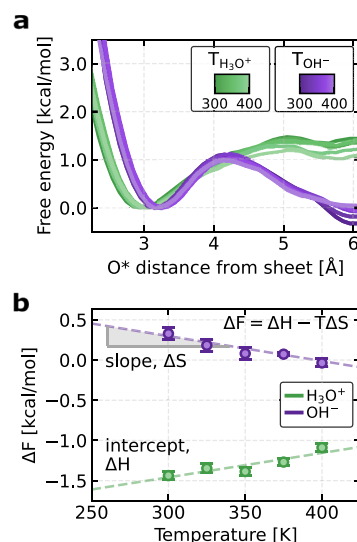 a
T_H₃O⁺
T_OH⁻
300 400
300 400
Free energy [kcal/mol]
3.0
2.0
1.0
0.0
3 4 5 6
O* distance from sheet [Å]
b
ΔF = ΔH − TΔS
slope, ΔS
H₃O⁺
OH⁻
intercept,
ΔH
ΔF [kcal/mol]
0.5
0.0
−0.5
−1.0
−1.5
250 300 350 400
Temperature [K]